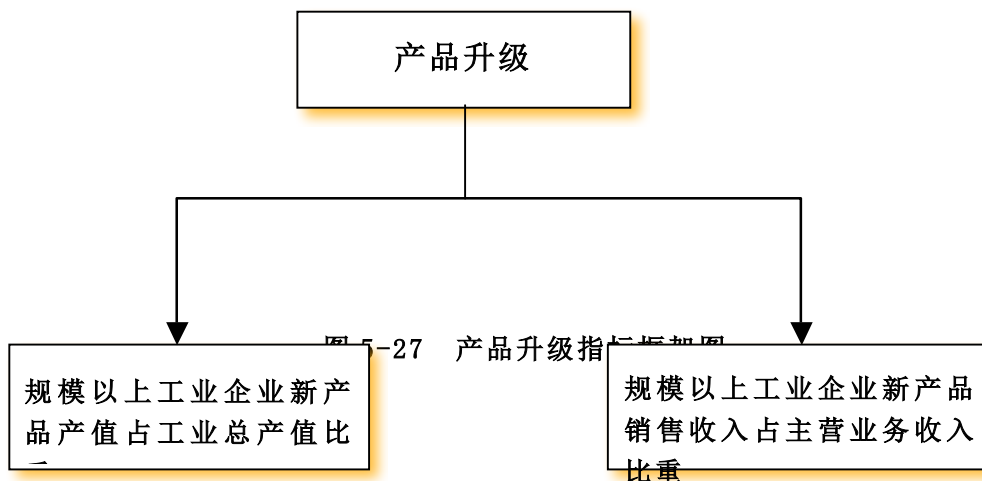 产品升级
图 5-27 产品升级指标框架图
规模以上工业企业新产
品产值占工业总产值比
规模以上工业企业新产品
销售收入占主营业务收入
比重